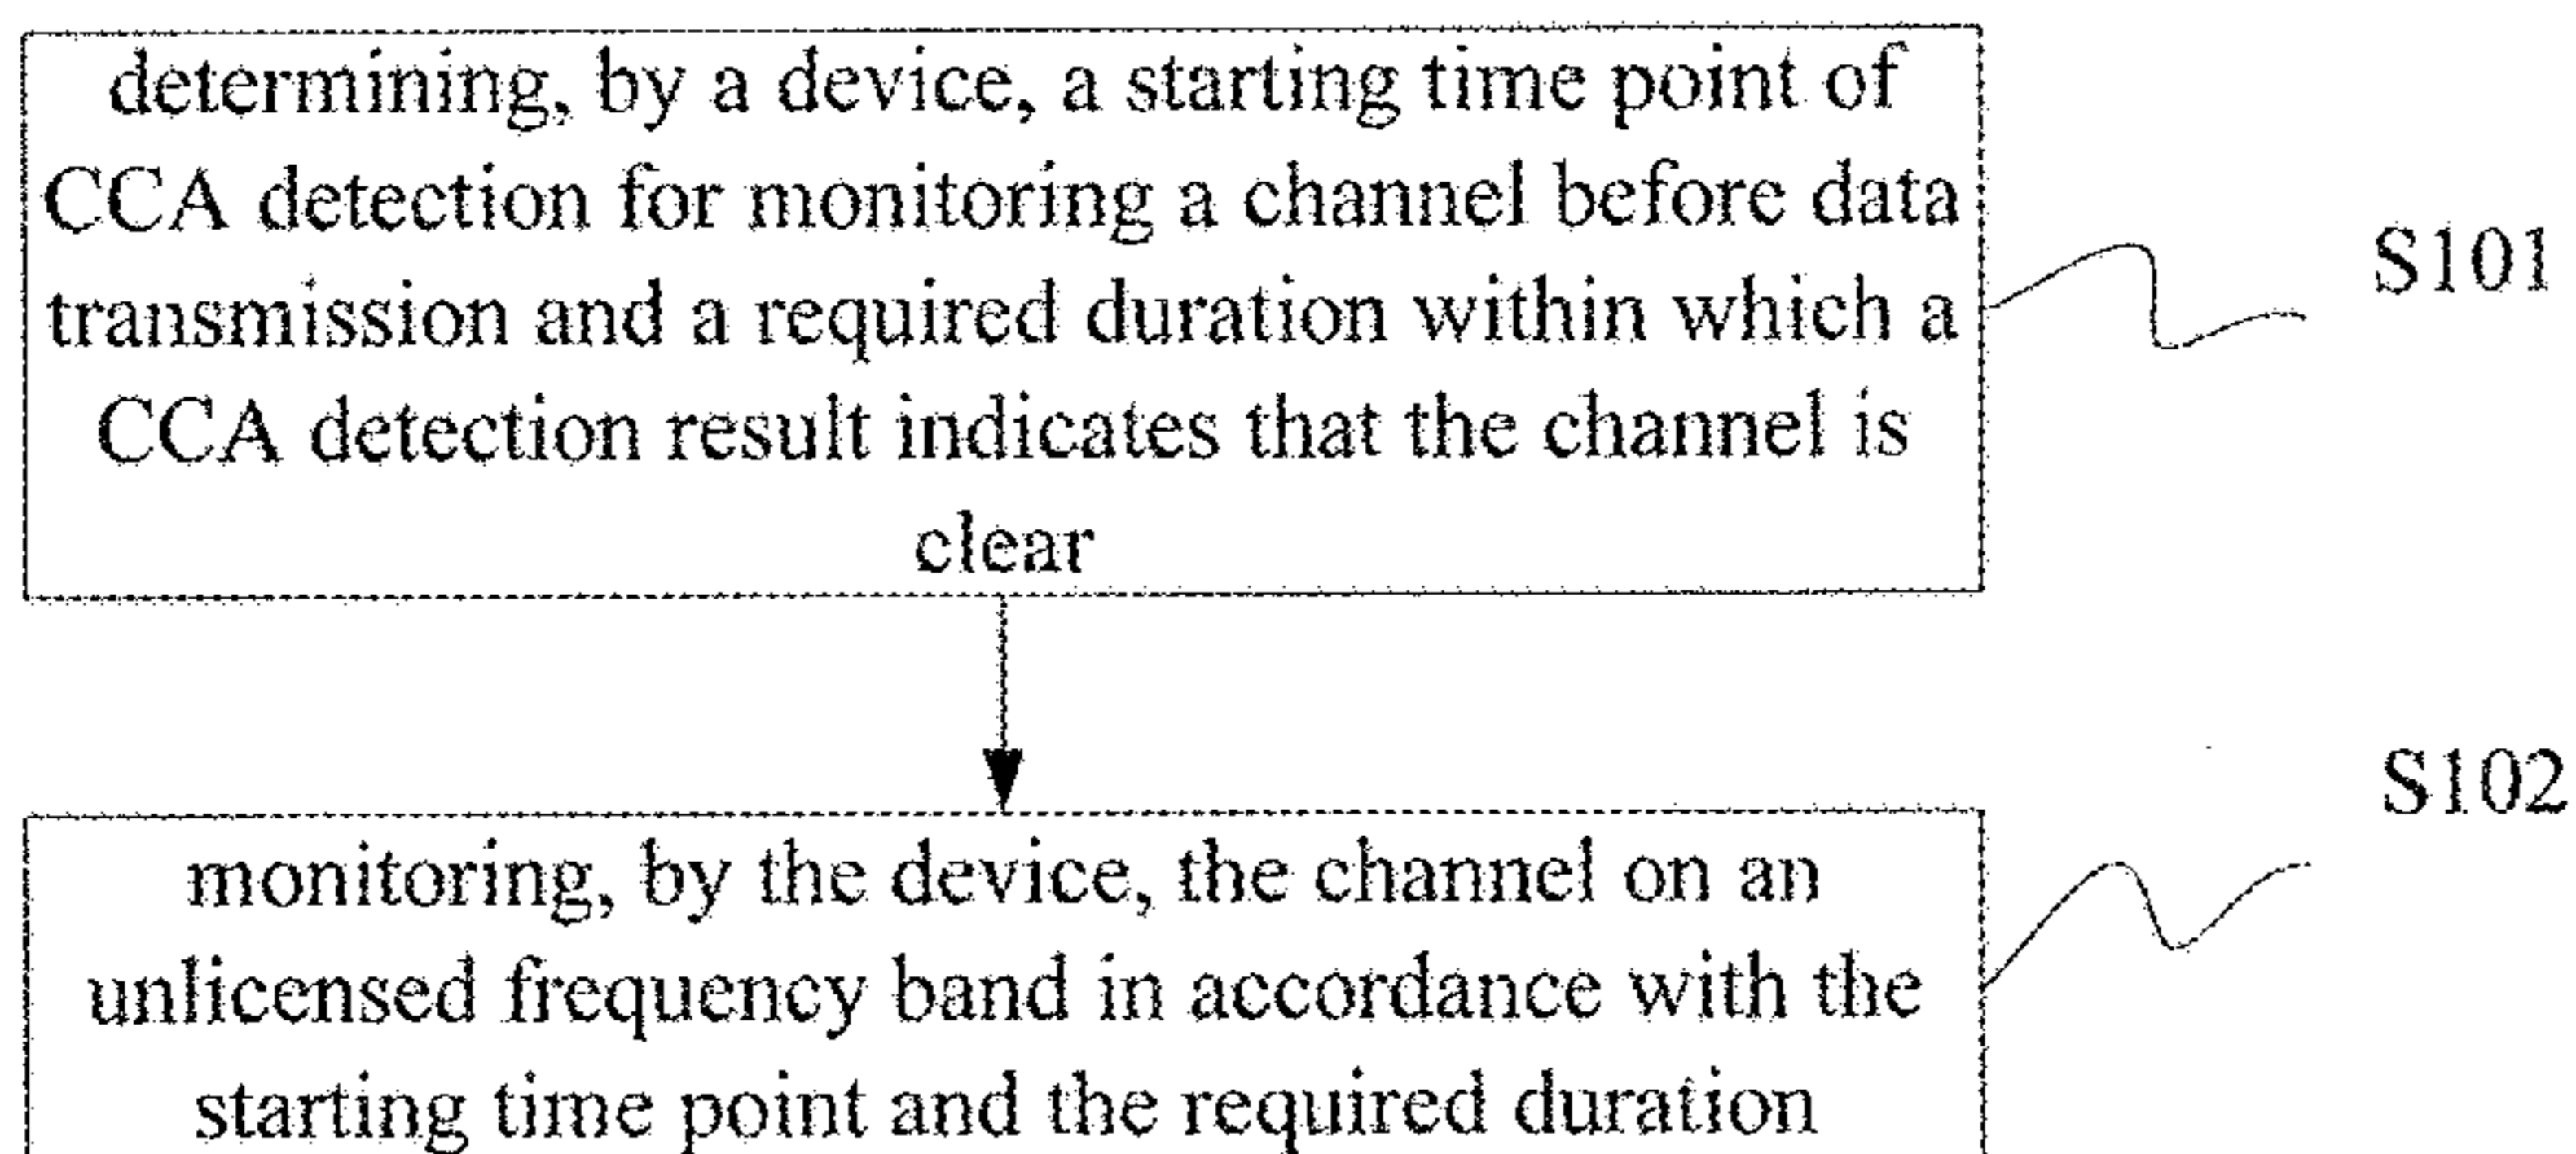 determining, by a device, a starting time point of
CCA detection for monitoring a channel before data
transmission and a required duration within which a
CCA detection result indicates that the channel is
clear
S101
S102
monitoring, by the device, the channel on an
unlicensed frequency band in accordance with the
starting time point and the required duration